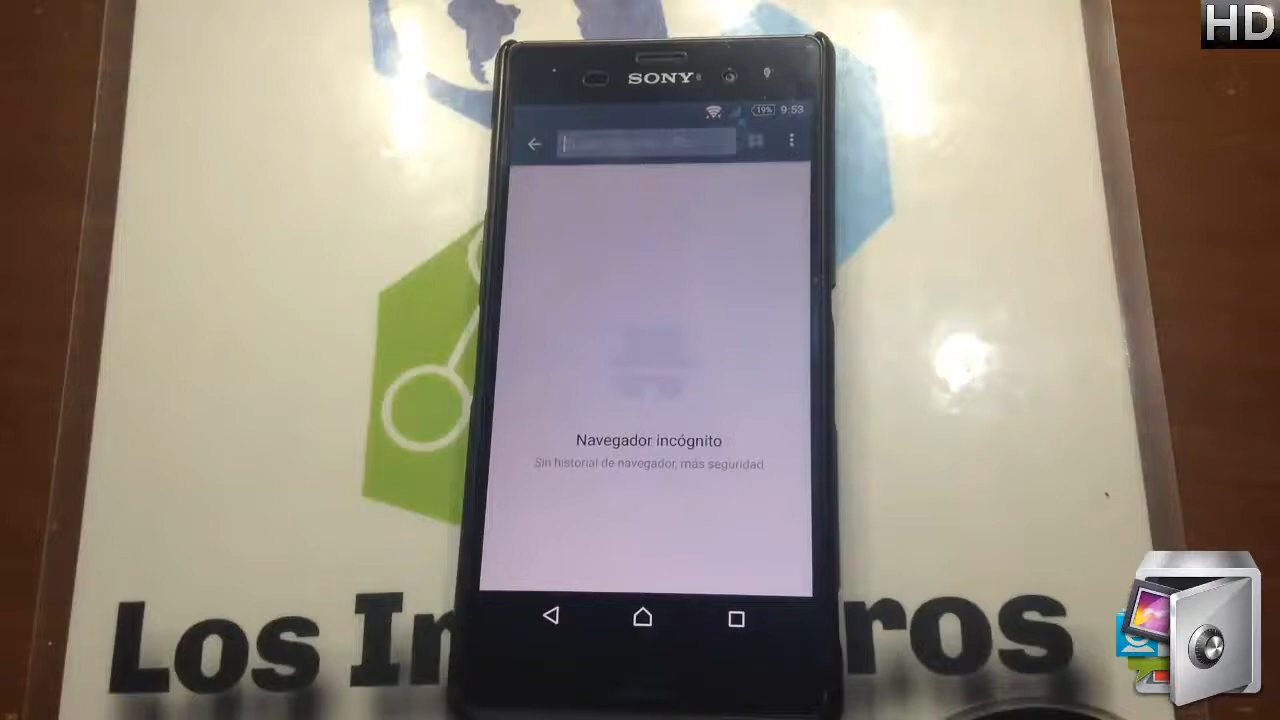 HD
SONY
19% 9:53
Navegador incógnito
Sin historial de navegador, más seguridad
Los In ros